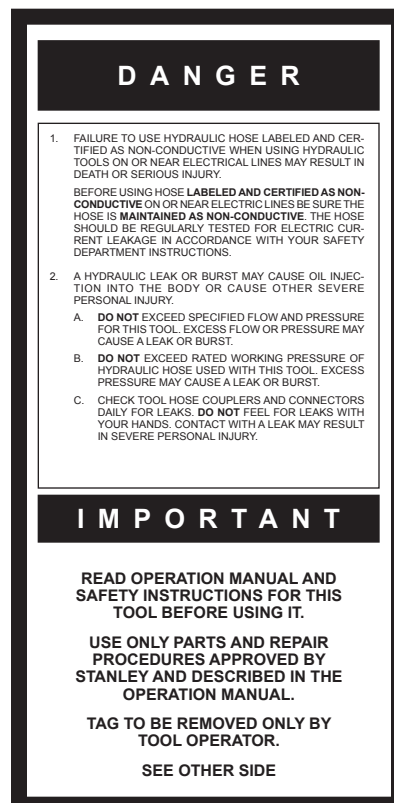 DANGER
1. FAILURE TO USE HYDRAULIC HOSE LABELED AND CER-
TIFIED AS NON-CONDUCTIVE WHEN USING HYDRAULIC
TOOLS ON OR NEAR ELECTRICAL LINES MAY RESULT IN
DEATH OR SERIOUS INJURY.
BEFORE USING HOSE LABELED AND CERTIFIED AS NON-
CONDUCTIVE ON OR NEAR ELECTRIC LINES BE SURE THE
HOSE IS MAINTAINED AS NON-CONDUCTIVE. THE HOSE
SHOULD BE REGULARLY TESTED FOR ELECTRIC CUR-
RENT LEAKAGE IN ACCORDANCE WITH YOUR SAFETY
DEPARTMENT INSTRUCTIONS.
2. A HYDRAULIC LEAK OR BURST MAY CAUSE OIL INJEC-
TION INTO THE BODY OR CAUSE OTHER SEVERE
PERSONAL INJURY.
A. DO NOT EXCEED SPECIFIED FLOW AND PRESSURE
FOR THIS TOOL. EXCESS FLOW OR PRESSURE MAY
CAUSE A LEAK OR BURST.
B. DO NOT EXCEED RATED WORKING PRESSURE OF
HYDRAULIC HOSE USED WITH THIS TOOL. EXCESS
PRESSURE MAY CAUSE A LEAK OR BURST.
C. CHECK TOOL HOSE COUPLERS AND CONNECTORS
DAILY FOR LEAKS. DO NOT FEEL FOR LEAKS WITH
YOUR HANDS. CONTACT WITH A LEAK MAY RESULT
IN SEVERE PERSONAL INJURY.
IMPORTANT
READ OPERATION MANUAL AND
SAFETY INSTRUCTIONS FOR THIS
TOOL BEFORE USING IT.
USE ONLY PARTS AND REPAIR
PROCEDURES APPROVED BY
STANLEY AND DESCRIBED IN THE
OPERATION MANUAL.
TAG TO BE REMOVED ONLY BY
TOOL OPERATOR.
SEE OTHER SIDE